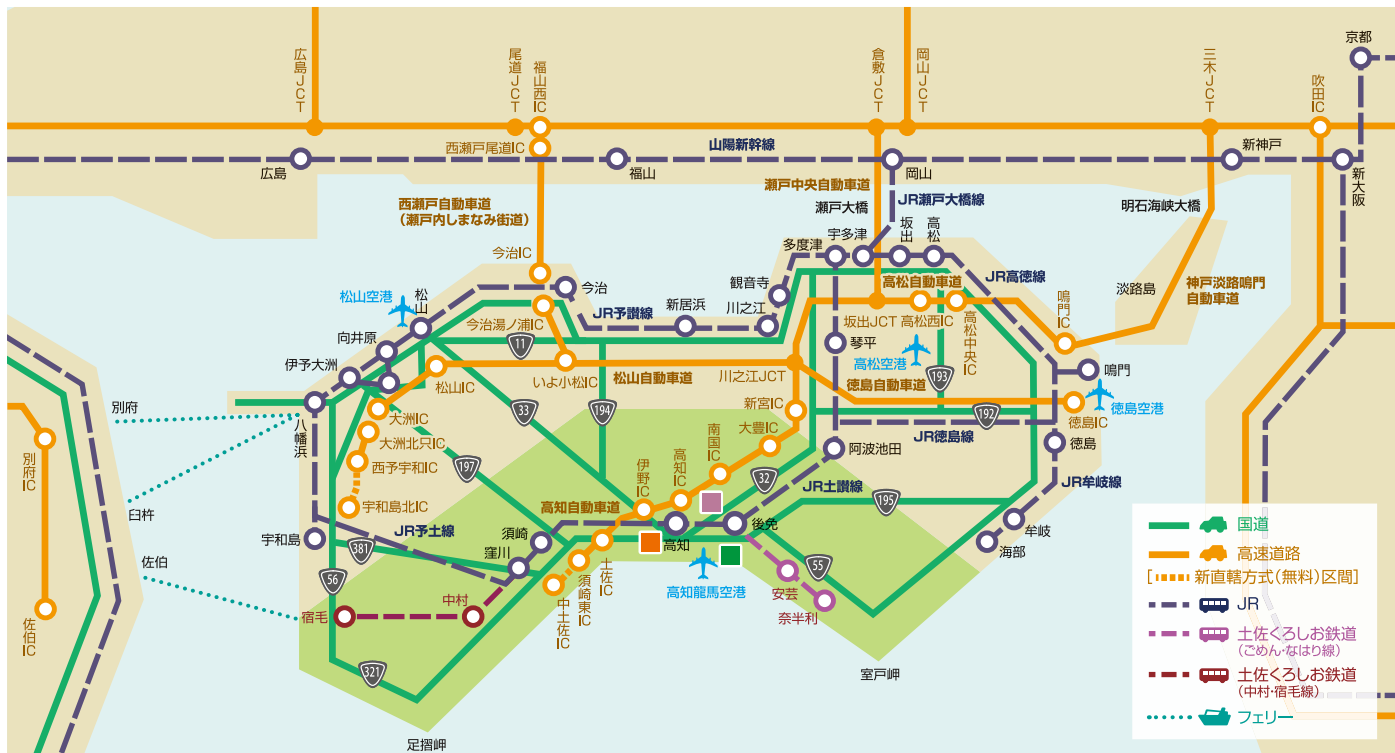 広島JCT
尾道JCT
福山西IC
倉敷JCT
岡山JCT
三木JCT
吹田IC
京都
西瀬戸尾道IC
山陽新幹線
広島
福山
岡山
新神戸
新大阪
瀬戸中央自動車道
西瀬戸自動車道
（瀬戸内しまなみ街道）
瀬戸大橋
JR瀬戸大橋線
明石海峡大橋
今治IC
多度津
宇多津
坂出
高松
JR高徳線
淡路島
神戸淡路鳴門
自動車道
松山空港
松山
今治
JR予讃線
新居浜
観音寺
川之江
高松自動車道
鳴門IC
向井原
今治湯ノ浦IC
11
坂出JCT
高松西IC
高松中央IC
琴平
高松空港
伊予大洲
松山IC
いよ小松IC
松山自動車道
川之江JCT
徳島自動車道
193
鳴門
徳島空港
別府
八幡浜
大洲IC
33
194
新宮IC
192
徳島IC
大洲北只IC
大豊IC
JR徳島線
徳島
別府IC
西予宇和IC
197
南国IC
阿波池田
伊野IC
高知IC
32
JR土讃線
195
JR牟岐線
臼杵
宇和島北IC
高知自動車道
JR予土線
須崎
後免
牟岐
宇和島
381
窪川
高知
海部
佐伯
56
土佐IC
須崎東IC
中土佐IC
高知龍馬空港
55
安芸
奈半利
佐伯IC
宿毛
中村
321
室戸岬
足摺岬
国道
高速道路
[新直轄方式（無料）区間]
JR
土佐くろしお鉄道
（ごめん・なはり線）
土佐くろしお鉄道
（中村・宿毛線）
フェリー